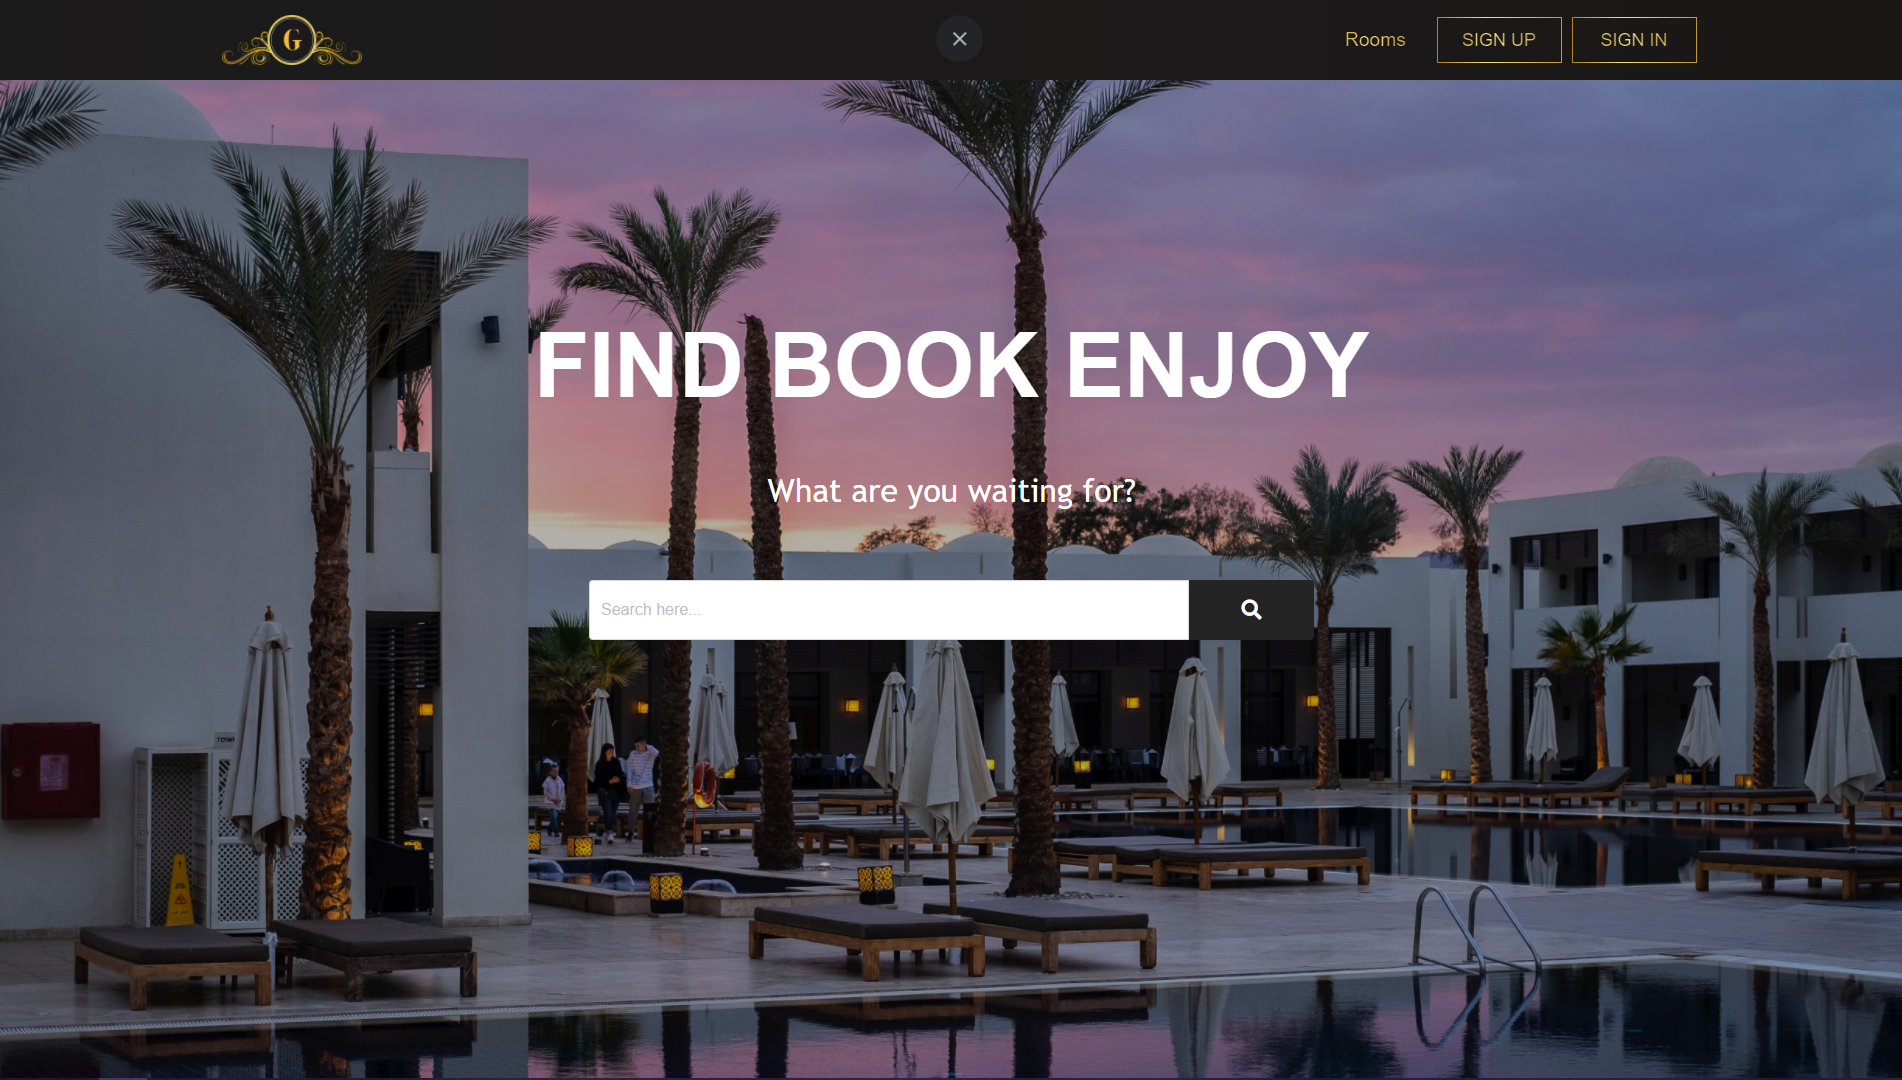 G
Rooms
SIGN UP
SIGN IN
FIND BOOK ENJOY
What are you waiting for?
Search here...